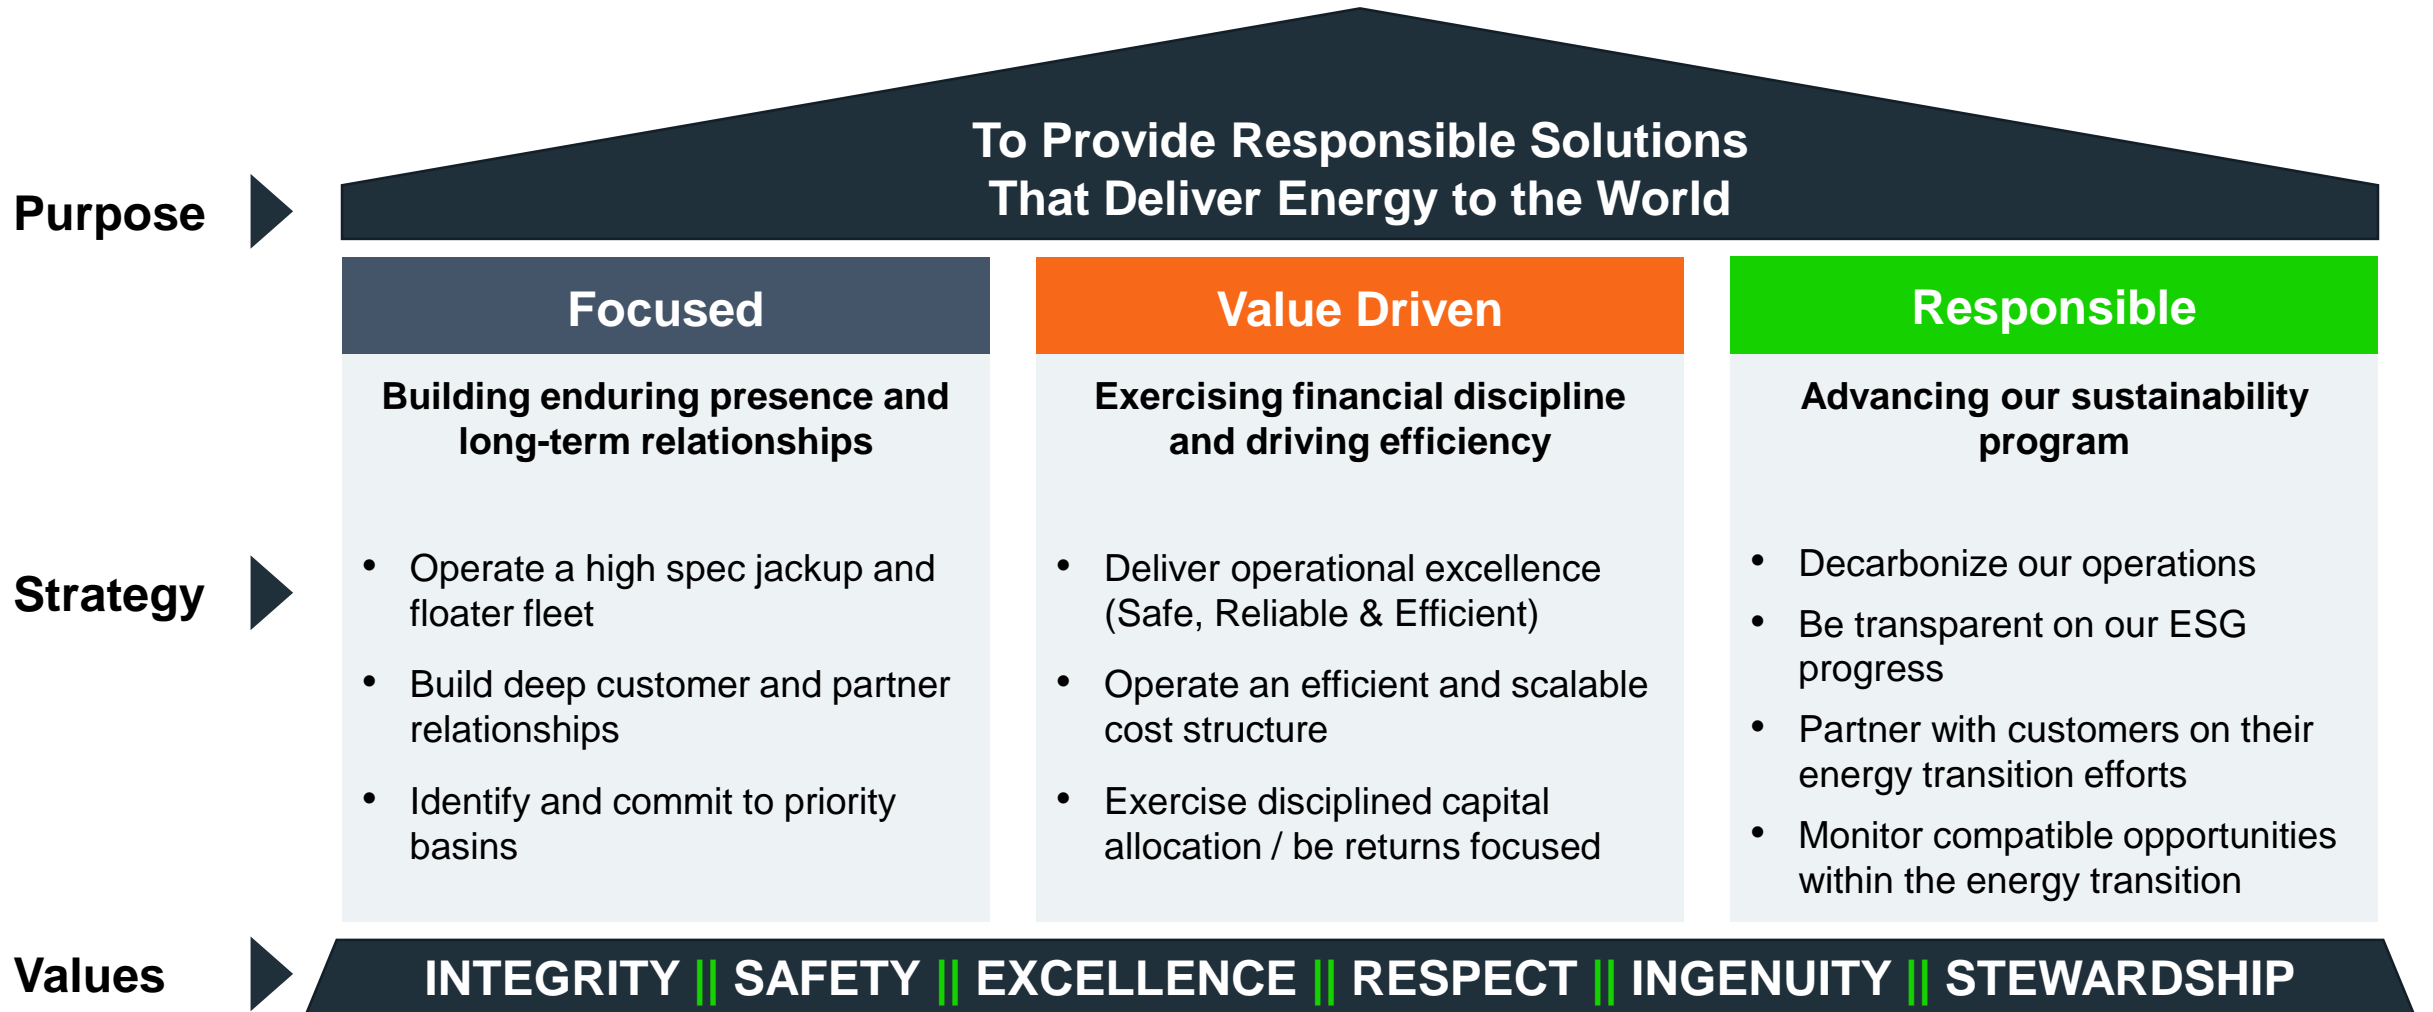 Purpose
To Provide Responsible Solutions
That Deliver Energy to the World
Strategy
Focused
Building enduring presence and
long-term relationships
• Operate a high spec jackup and
floater fleet
• Build deep customer and partner
relationships
• Identify and commit to priority
basins
Value Driven
Exercising financial discipline
and driving efficiency
• Deliver operational excellence
(Safe, Reliable & Efficient)
• Operate an efficient and scalable
cost structure
• Exercise disciplined capital
allocation / be returns focused
Responsible
Advancing our sustainability
program
• Decarbonize our operations
• Be transparent on our ESG
progress
• Partner with customers on their
energy transition efforts
• Monitor compatible opportunities
within the energy transition
Values
INTEGRITY || SAFETY || EXCELLENCE || RESPECT || INGENUITY || STEWARDSHIP